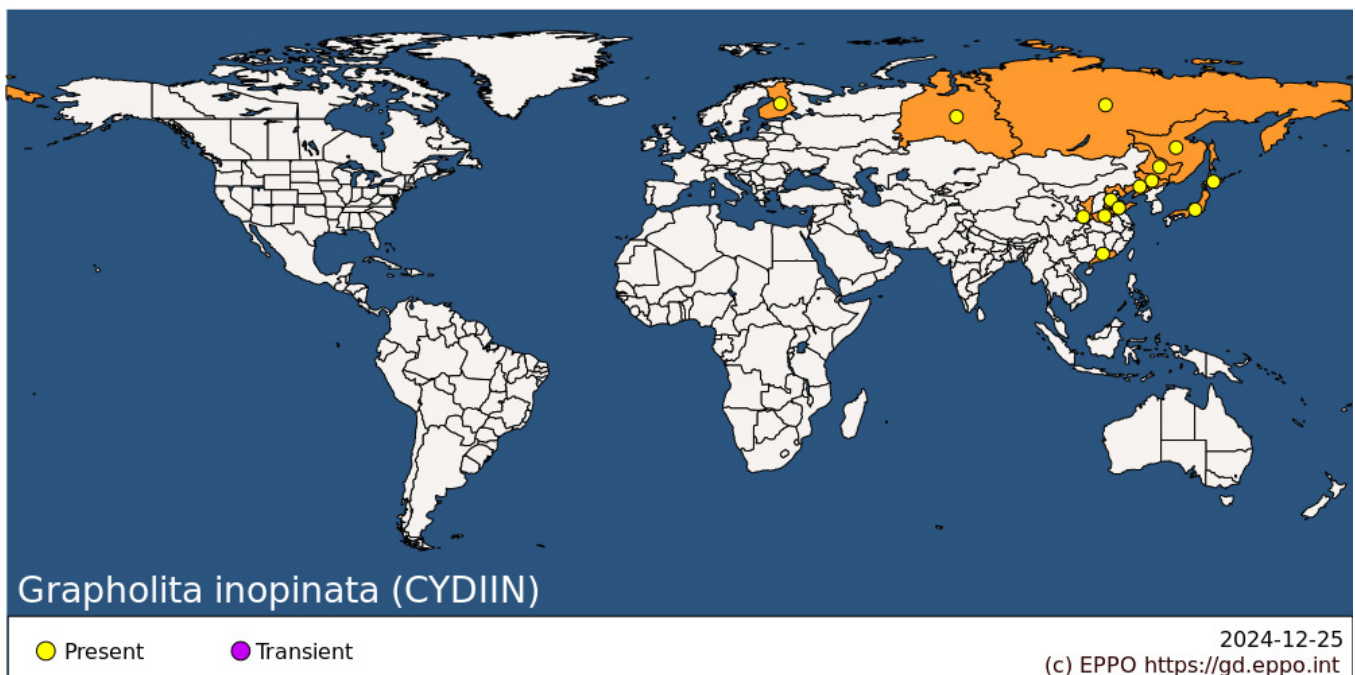 Grapholita inopinata (CYDIIN)
Present
Transient
2024-12-25
(c) EPPO https://gd.eppo.int